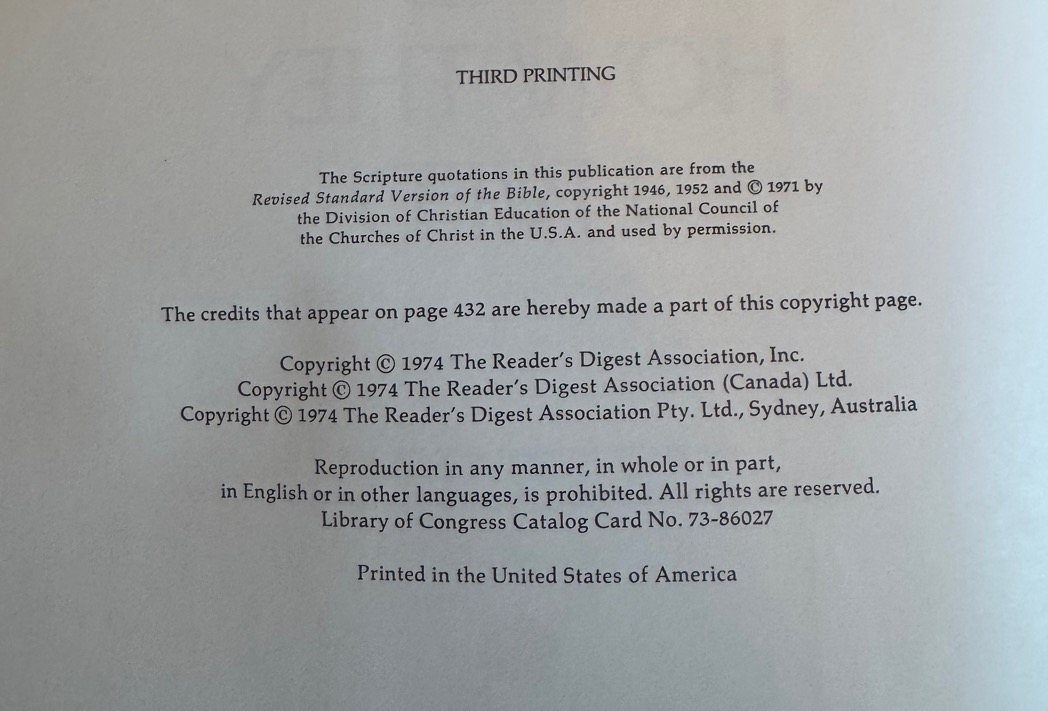 THIRD PRINTING
The Scripture quotations in this publication are from the
Revised Standard Version of the Bible, copyright 1946, 1952 and © 1971 by
the Division of Christian Education of the National Council of
the Churches of Christ in the U.S.A. and used by permission.
The credits that appear on page 432 are hereby made a part of this copyright page.
Copyright © 1974 The Reader's Digest Association, Inc.
Copyright © 1974 The Reader's Digest Association (Canada) Ltd.
Copyright © 1974 The Reader's Digest Association Pty. Ltd., Sydney, Australia
Reproduction in any manner, in whole or in part,
in English or in other languages, is prohibited. All rights are reserved.
Library of Congress Catalog Card No. 73-86027
Printed in the United States of America